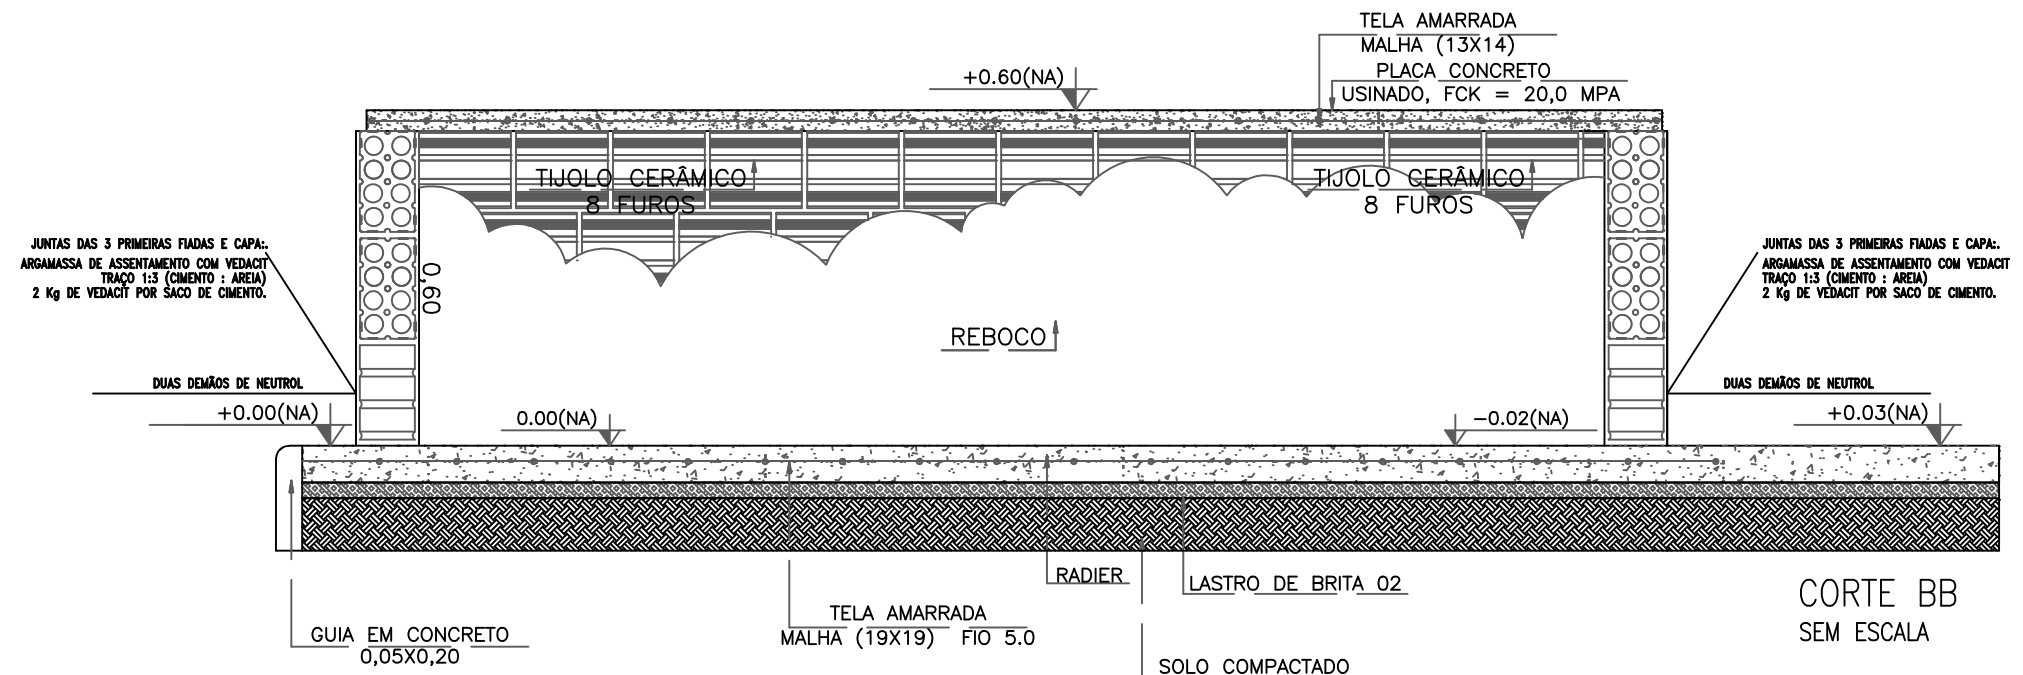 TELA AMARRADA
MALHA (13X14)
PLACA CONCRETO
USINADO, FCK = 20,0 MPA
+0.60(NA)
TIJOLO CERÂMICO
8 FUROS
TIJOLO CERÂMICO
8 FUROS
JUNTAS DAS 3 PRIMEIRAS FIADAS E CAPA:.
ARGAMASSA DE ASSENTAMENTO COM VEDACIT
TRAÇO 1:3 (CIMENTO : AREIA)
2 Kg DE VEDACIT POR SACO DE CIMENTO.
0,60
JUNTAS DAS 3 PRIMEIRAS FIADAS E CAPA:.
ARGAMASSA DE ASSENTAMENTO COM VEDACIT
TRAÇO 1:3 (CIMENTO : AREIA)
2 Kg DE VEDACIT POR SACO DE CIMENTO.
REBOCO
DUAS DEMÃOS DE NEUTROL
DUAS DEMÃOS DE NEUTROL
+0.00(NA)
0.00(NA)
-0.02(NA)
+0.03(NA)
RADIER
LASTRO DE BRITA 02
TELA AMARRADA
MALHA (19X19) FIO 5.0
GUIA EM CONCRETO
0,05X0,20
SOLO COMPACTADO
CORTE BB
SEM ESCALA